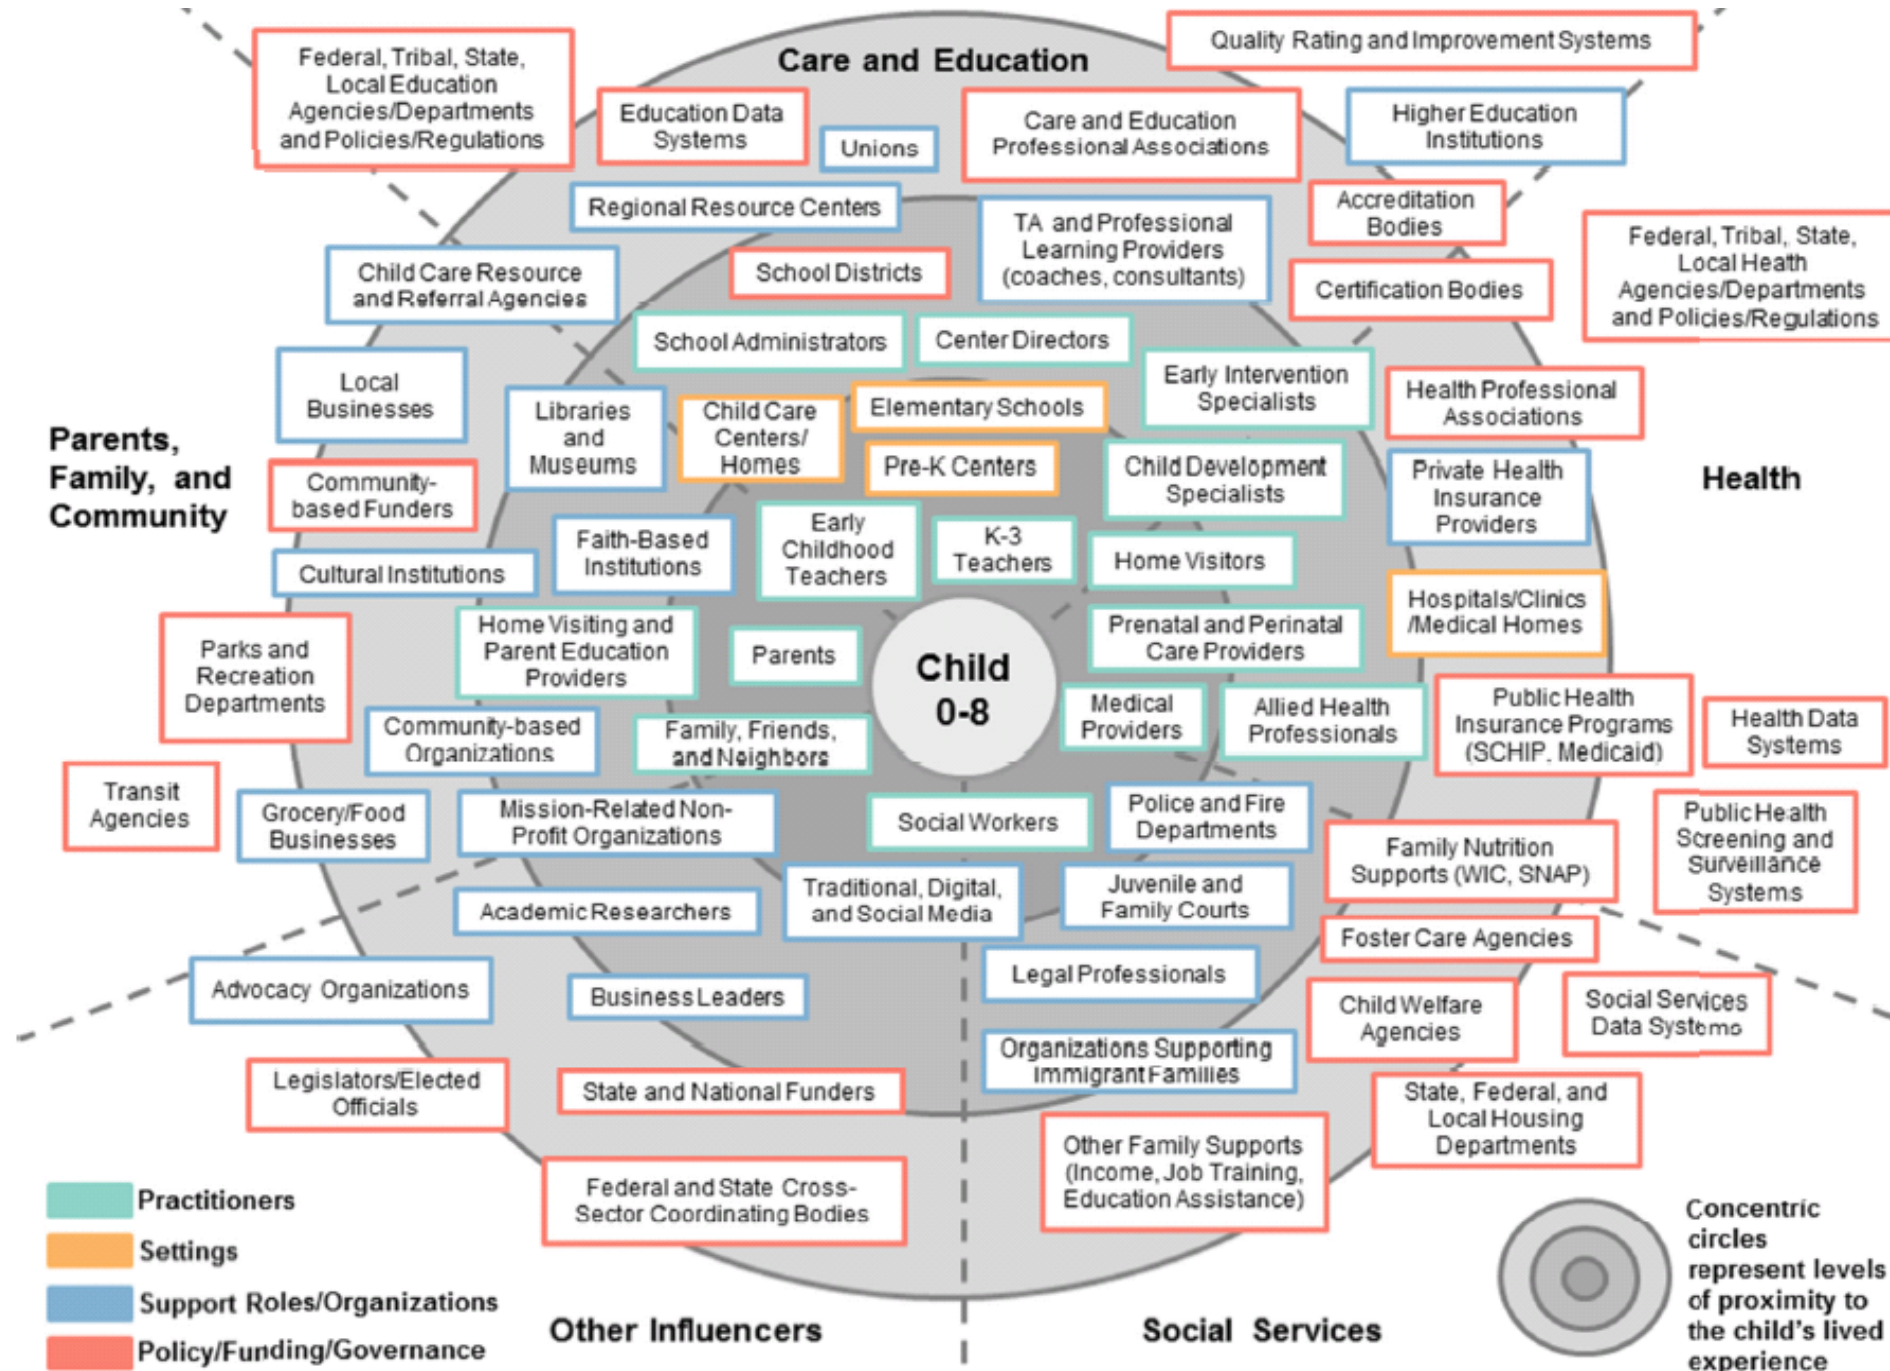 Care and Education
Quality Rating and Improvement Systems
Federal, Tribal, State,
Local Education
Agencies/Departments
and Policies/Regulations
Education Data
Systems
Unions
Care and Education
Professional Associations
Higher Education
Institutions
Regional Resource Centers
TA and Professional
Learning Providers
(coaches, consultants)
Accreditation
Bodies
Federal, Tribal, State,
Local Heath
Agencies/Departments
and Policies/Regulations
Child Care Resource
and Referral Agencies
School Districts
Certification Bodies
School Administrators
Center Directors
Early Intervention
Specialists
Health Professional
Associations
Local
Businesses
Libraries
and
Museums
Child Care
Centers/
Homes
Elementary Schools
Pre-K Centers
Child Development
Specialists
Private Health
Insurance
Providers
Parents,
Family, and
Community
Health
Community-
based Funders
Faith-Based
Institutions
Early
Childhood
Teachers
K-3
Teachers
Home Visitors
Cultural Institutions
Hospitals/Clinics
/Medical Homes
Parks and
Recreation
Departments
Home Visiting and
Parent Education
Providers
Parents
Child
0-8
Prenatal and Perinatal
Care Providers
Community-based
Organizations
Family, Friends,
and Neighbors
Medical
Providers
Allied Health
Professionals
Public Health
Insurance Programs
(SCHIP. Medicaid)
Health Data
Systems
Transit
Agencies
Grocery/Food
Businesses
Mission-Related Non-
Profit Organizations
Social Workers
Police and Fire
Departments
Family Nutrition
Supports (WIC, SNAP)
Public Health
Screening and
Surveillance
Systems
Academic Researchers
Traditional, Digital,
and Social Media
Juvenile and
Family Courts
Foster Care Agencies
Advocacy Organizations
Business Leaders
Legal Professionals
Child Welfare
Agencies
Social Services
Data Systems
Legislators/Elected
Officials
State and National Funders
Organizations Supporting
Immigrant Families
State, Federal, and
Local Housing
Departments
Federal and State Cross-
Sector Coordinating Bodies
Other Family Supports
(Income, Job Training,
Education Assistance)
Practitioners
Settings
Support Roles/Organizations
Policy/Funding/Governance
Other Influencers
Social Services
Concentric
circles
represent levels
of proximity to
the child's lived
experience